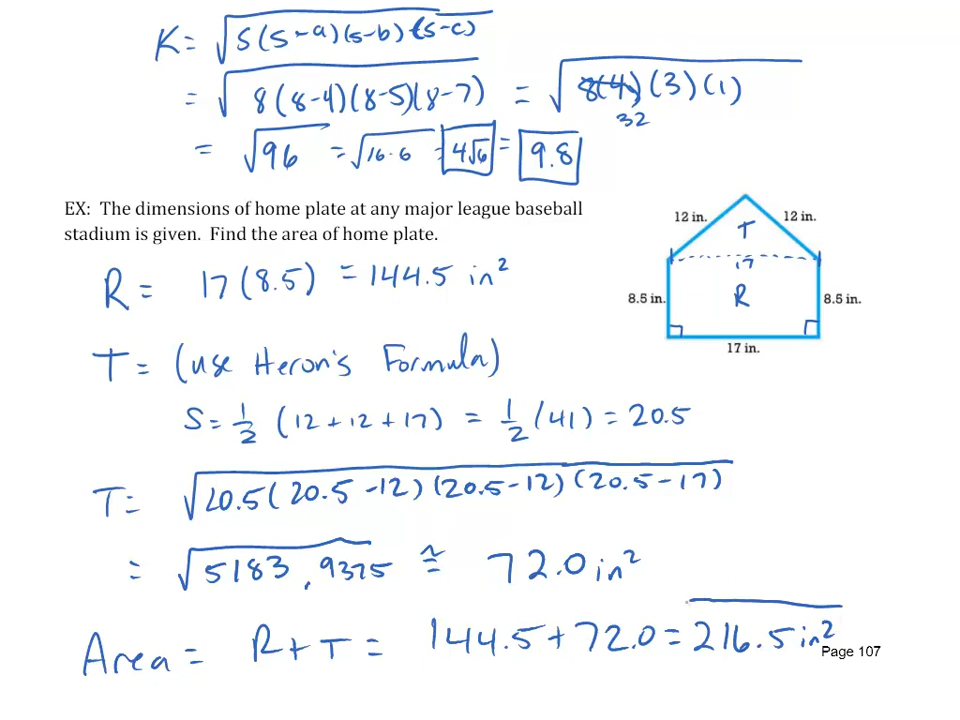 K = √S(S-a)(s-b)(s-c)
= √8(8-4)(8-5)(8-7) = √8(4)(3)(1)
32
= √96 = √16·6 = 4√6 = 9.8
EX: The dimensions of home plate at any major league baseball
stadium is given. Find the area of home plate.
12 in. 12 in.
T
17
8.5 in. R 8.5 in.
17 in.
R = 17(8.5) = 144.5 in²
T = (use Heron's Formula)
S = 1/2 (12+12+17) = 1/2 (41) = 20.5
T = √20.5(20.5-12)(20.5-12)(20.5-17)
= √5183.9375 ≅ 72.0 in²
Area = R + T = 144.5 + 72.0 = 216.5 in²
Page 107